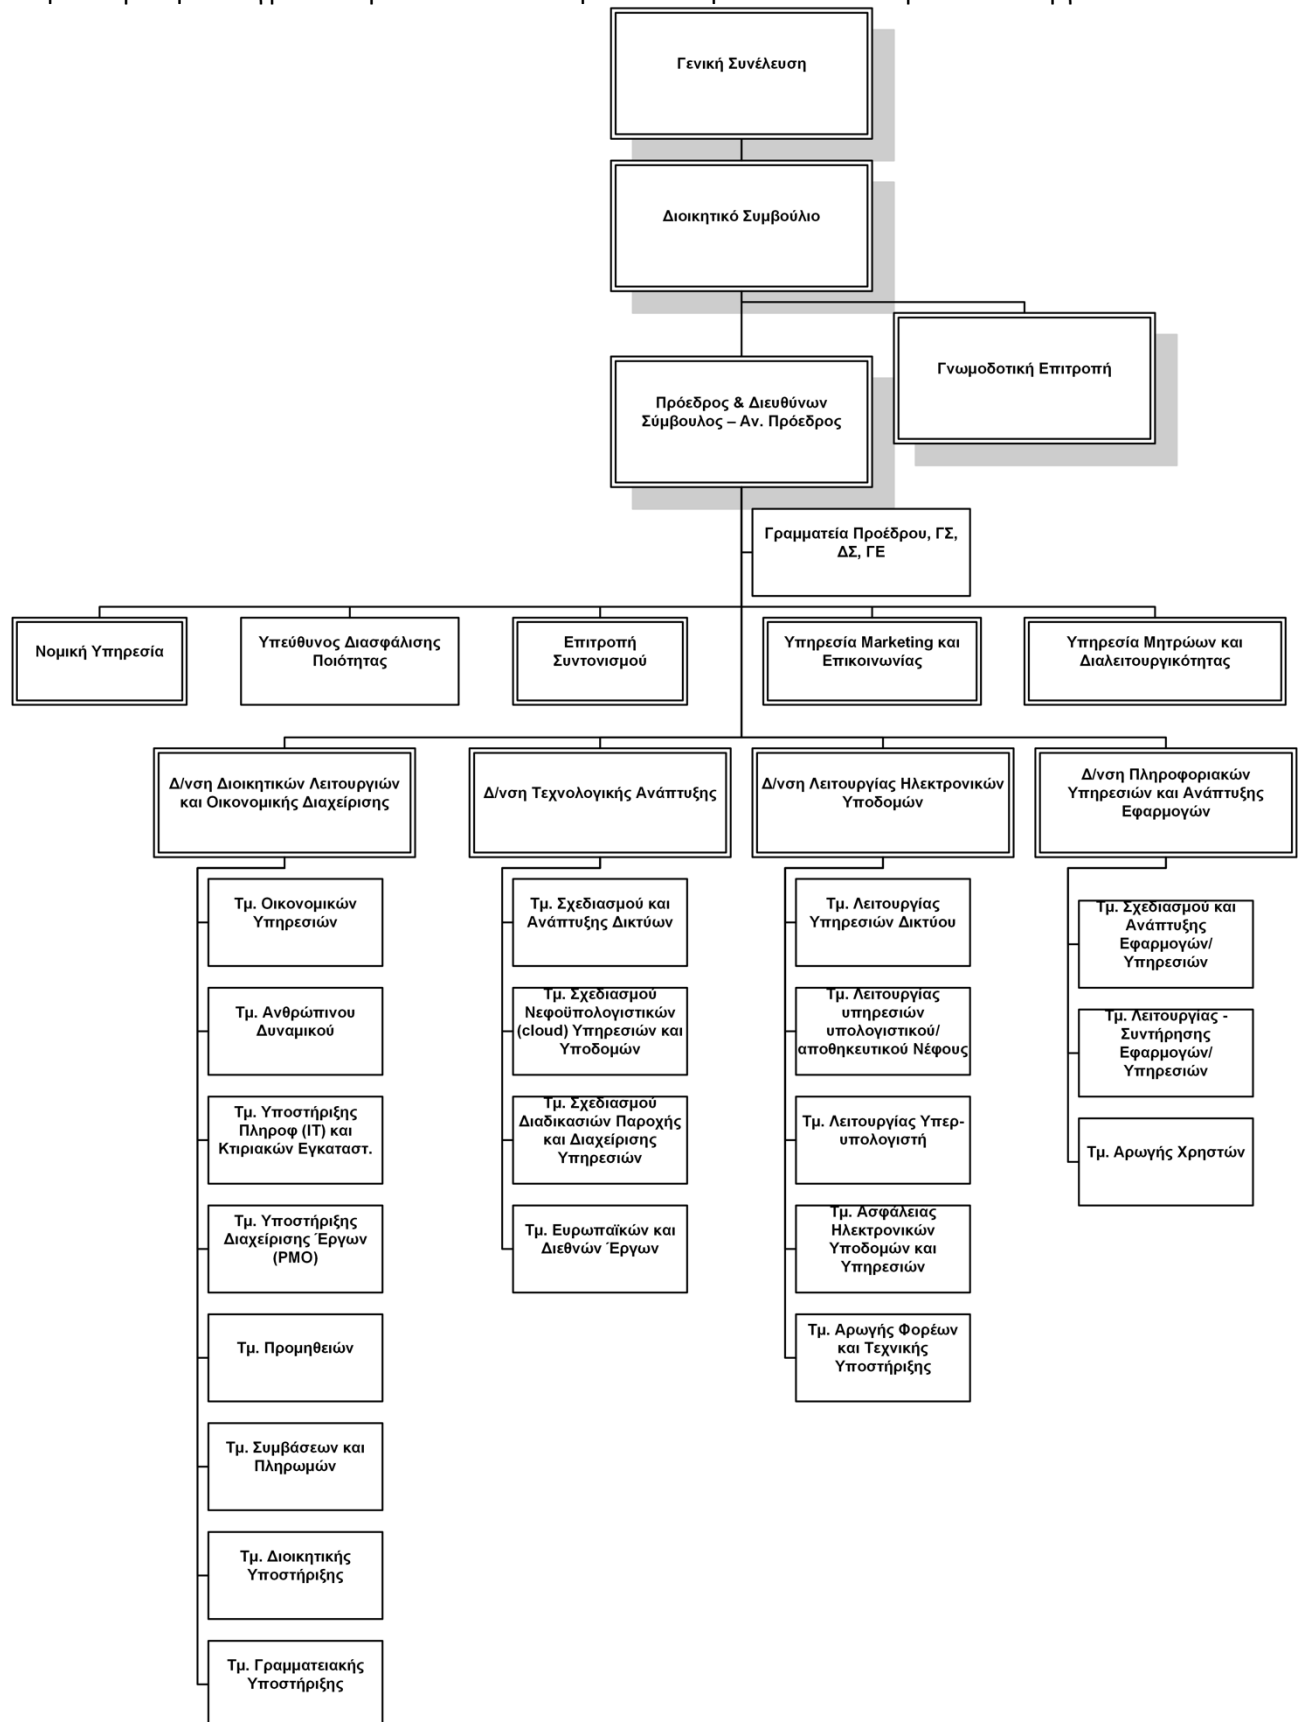 Γενική Συνέλευση
Διοικητικό Συμβούλιο
Γνωμοδοτική Επιτροπή
Πρόεδρος & Διευθύνων
Σύμβουλος – Αν. Πρόεδρος
Γραμματεία Προέδρου, ΓΣ,
ΔΣ, ΓΕ
Νομική Υπηρεσία
Υπεύθυνος Διασφάλισης
Ποιότητας
Επιτροπή
Συντονισμού
Υπηρεσία Marketing και
Επικοινωνίας
Υπηρεσία Μητρώων και
Διαλειτουργικότητας
Δ/νση Διοικητικών Λειτουργιών
και Οικονομικής Διαχείρισης
Δ/νση Τεχνολογικής Ανάπτυξης
Δ/νση Λειτουργίας Ηλεκτρονικών
Υποδομών
Δ/νση Πληροφοριακών
Υπηρεσιών και Ανάπτυξης
Εφαρμογών
Τμ. Οικονομικών
Υπηρεσιών
Τμ. Ανθρώπινου
Δυναμικού
Τμ. Υποστήριξης
Πληροφ (IT) και
Κτιριακών Εγκαταστ.
Τμ. Υποστήριξης
Διαχείρισης Έργων
(PMO)
Τμ. Προμηθειών
Τμ. Συμβάσεων και
Πληρωμών
Τμ. Διοικητικής
Υποστήριξης
Τμ. Γραμματειακής
Υποστήριξης
Τμ. Σχεδιασμού και
Ανάπτυξης Δικτύων
Τμ. Σχεδιασμού
Νεφοϋπολογιστικών
(cloud) Υπηρεσιών και
Υποδομών
Τμ. Σχεδιασμού
Διαδικασιών Παροχής
και Διαχείρισης
Υπηρεσιών
Τμ. Ευρωπαϊκών και
Διεθνών Έργων
Τμ. Λειτουργίας
Υπηρεσιών Δικτύου
Τμ. Λειτουργίας
υπηρεσιών
υπολογιστικού/
αποθηκευτικού Νέφους
Τμ. Λειτουργίας Υπερ-
υπολογιστή
Τμ. Ασφάλειας
Ηλεκτρονικών
Υποδομών και
Υπηρεσιών
Τμ. Αρωγής Φορέων
και Τεχνικής
Υποστήριξης
Τμ. Σχεδιασμού και
Ανάπτυξης
Εφαρμογών/
Υπηρεσιών
Τμ. Λειτουργίας -
Συντήρησης
Εφαρμογών/
Υπηρεσιών
Τμ. Αρωγής Χρηστών